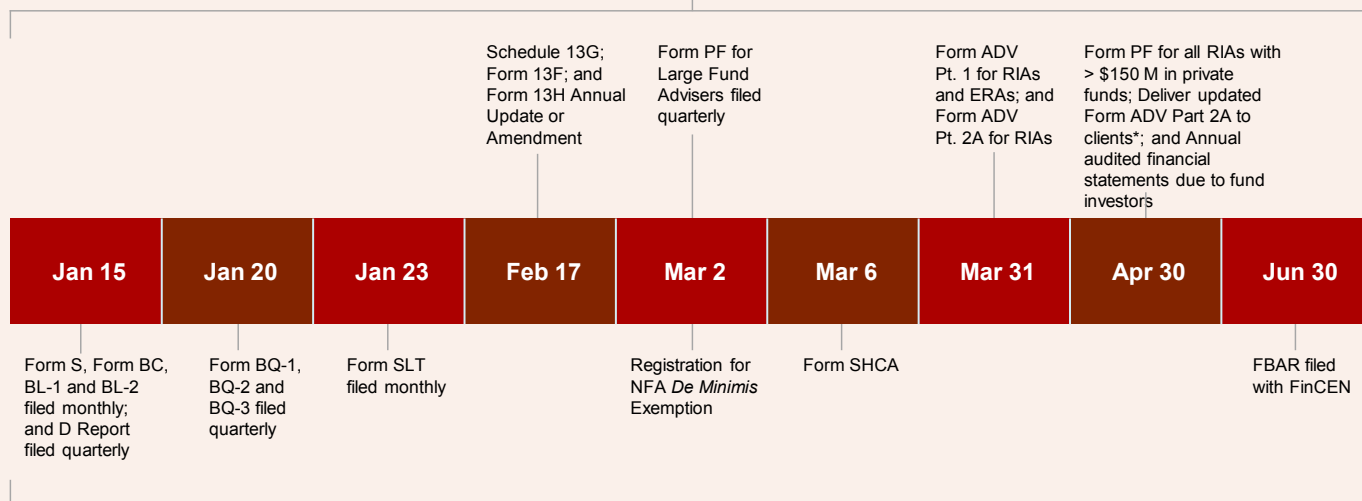 Schedule 13G;
Form 13F; and
Form 13H Annual
Update or
Amendment
Form PF for
Large Fund
Advisers filed
quarterly
Form ADV
Pt. 1 for RIAs
and ERAs; and
Form ADV
Pt. 2A for RIAs
Form PF for all RIAs with
> $150 M in private
funds; Deliver updated
Form ADV Part 2A to
clients*; and Annual
audited financial
statements due to fund
investors
Jan 15
Jan 20
Jan 23
Feb 17
Mar 2
Mar 6
Mar 31
Apr 30
Jun 30
Form S, Form BC,
BL-1 and BL-2
filed monthly;
and D Report
filed quarterly
Form BQ-1,
BQ-2 and
BQ-3 filed
quarterly
Form SLT
filed monthly
Registration for
NFA De Minimis
Exemption
Form SHCA
FBAR filed
with FinCEN